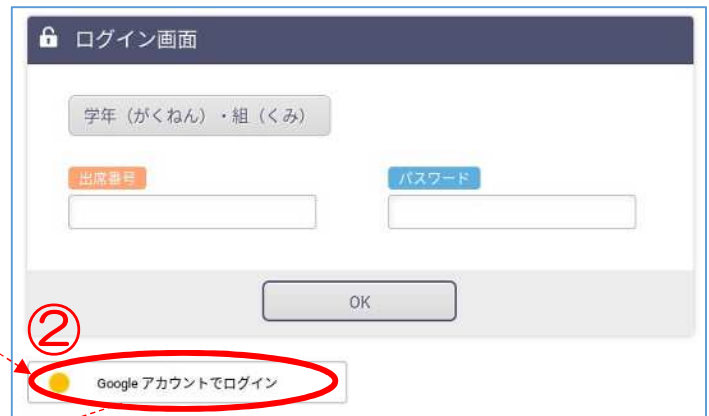 ログイン画面
学年（がくねん）・組（くみ）
出席番号
パスワード
OK
②
Google アカウントでログイン